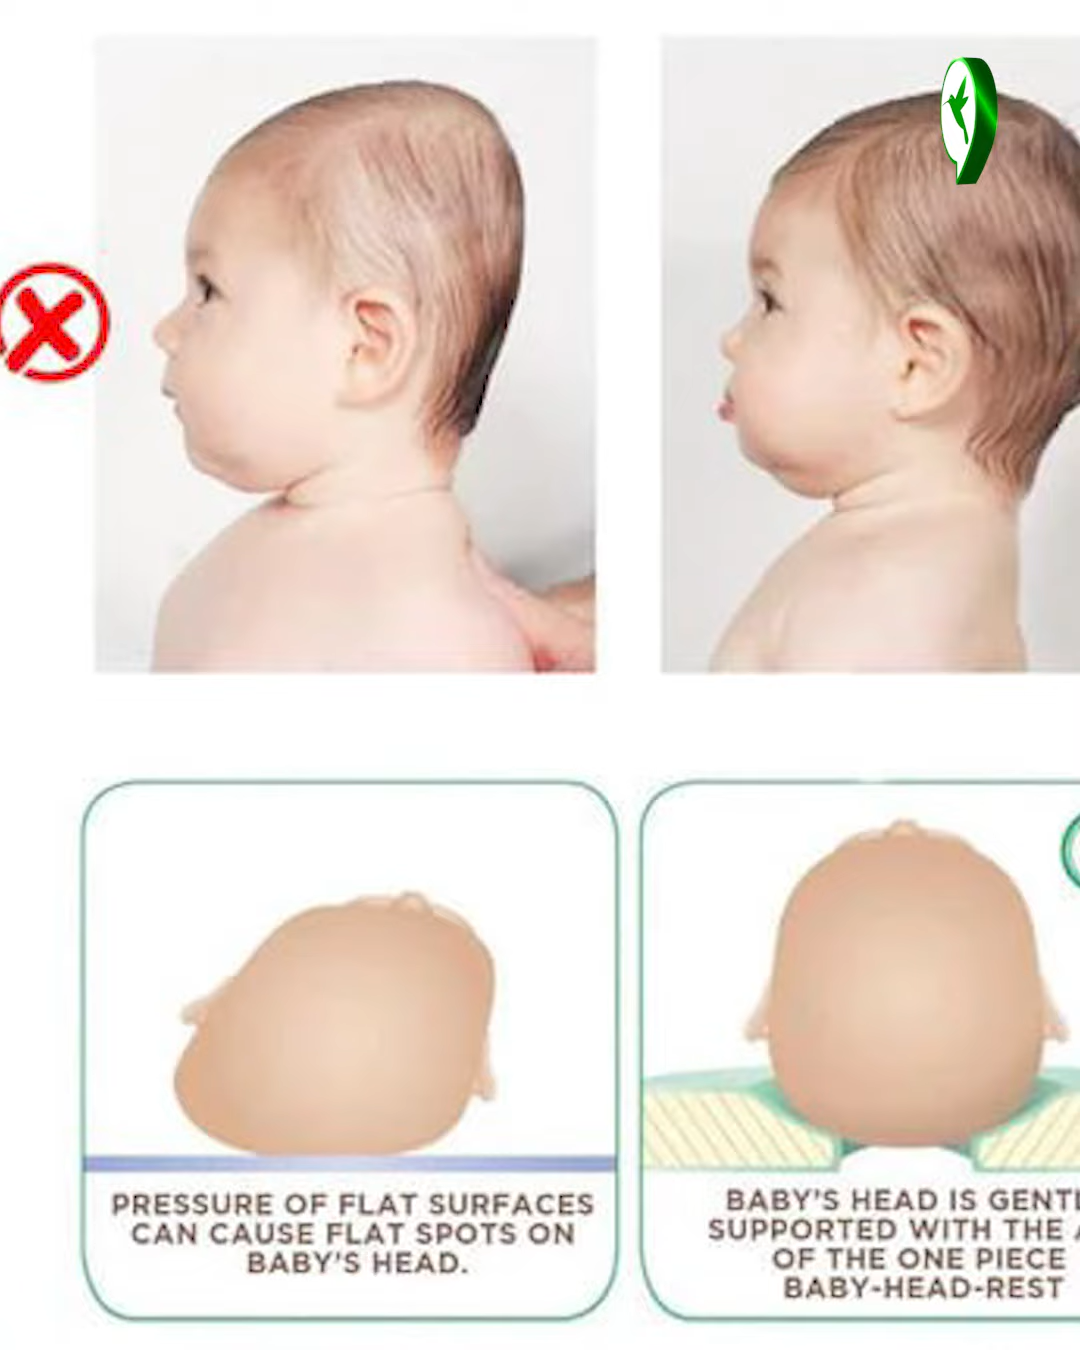 PRESSURE OF FLAT SURFACES
CAN CAUSE FLAT SPOTS ON
BABY'S HEAD.
BABY'S HEAD IS GENTL
SUPPORTED WITH THE A
OF THE ONE PIECE
BABY-HEAD-REST